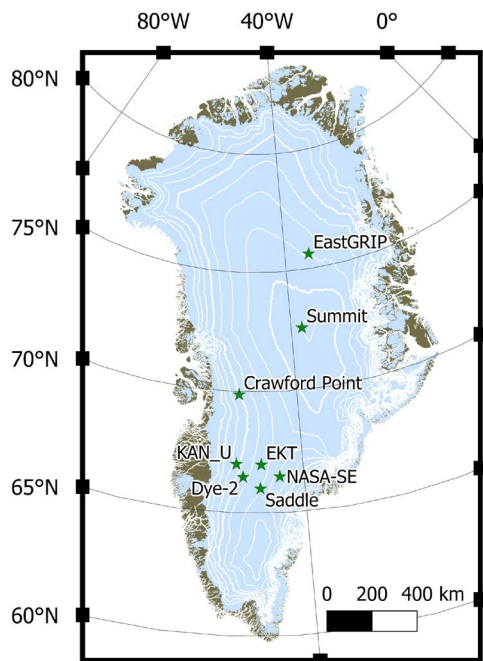 80°W 40°W 0°
80°N
75°N
EastGRIP
Summit
70°N
Crawford Point
KAN_U EKT
Dye-2 NASA-SE
65°N Saddle
0 200 400 km
60°N